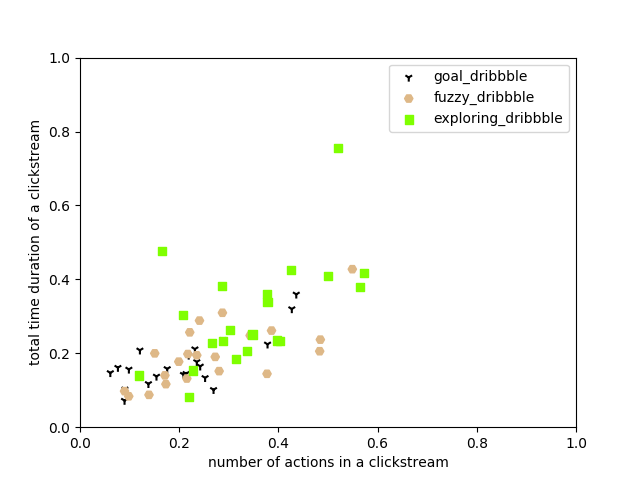 1.0
0.8
0.6
0.4
0.2
0.0
0.0 0.2 0.4 0.6 0.8 1.0
total time duration of a clickstream
number of actions in a clickstream
goal_dribbble
fuzzy_dribbble
exploring_dribbble